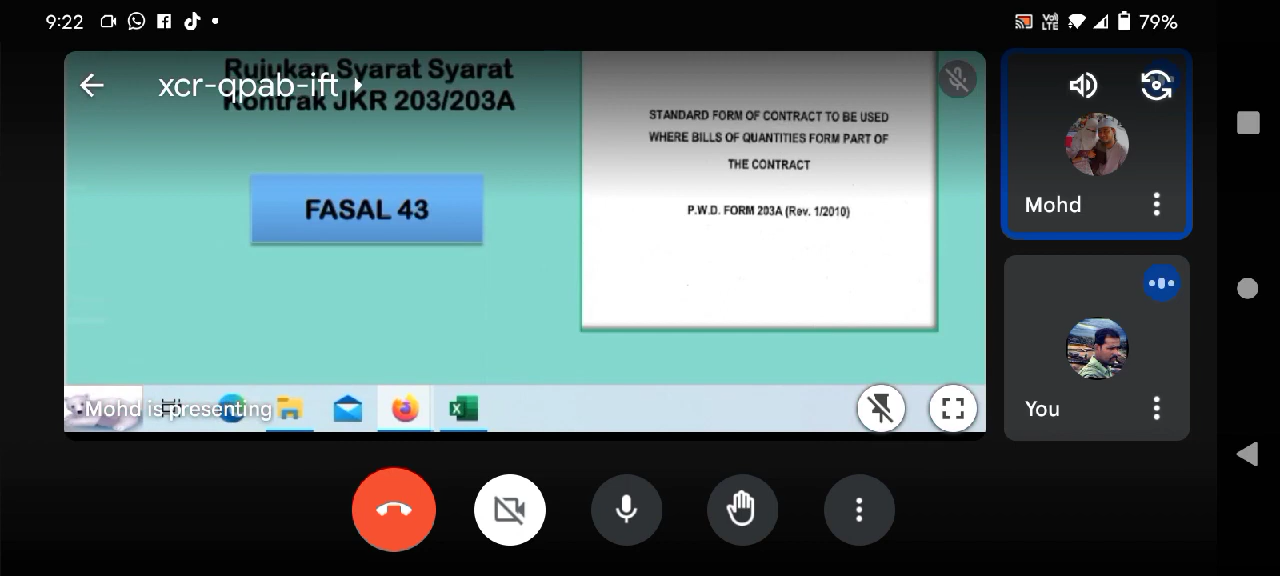 9:22
79%
Rujukan Syarat Syarat
xcr-qpab-ift
Kontrak JKR 203/203A
FASAL 43
STANDARD FORM OF CONTRACT TO BE USED
WHERE BILLS OF QUANTITIES FORM PART OF
THE CONTRACT
P.W.D. FORM 203A (Rev. 1/2010)
Mohd is presenting
Mohd
You